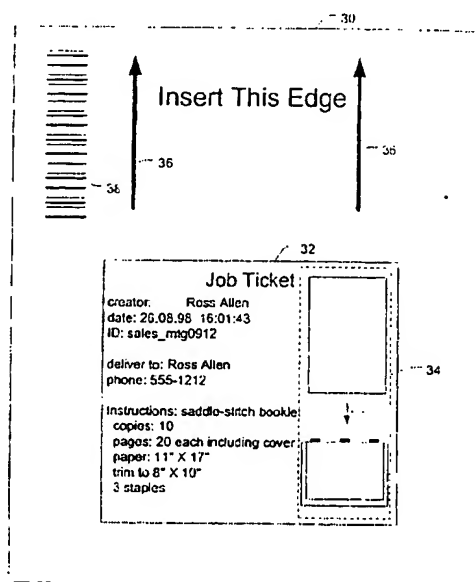 30
Insert This Edge
36
36
38
32
Job Ticket
creator: Ross Allen
date: 26.08.98 16:01:43
ID: sales_mtg0912
34
deliver to: Ross Allen
phone: 555-1212
Instructions: saddle-stitch booklet
copies: 10
pages: 20 each including cover
paper: 11" X 17"
trim to 8" X 10"
3 staples